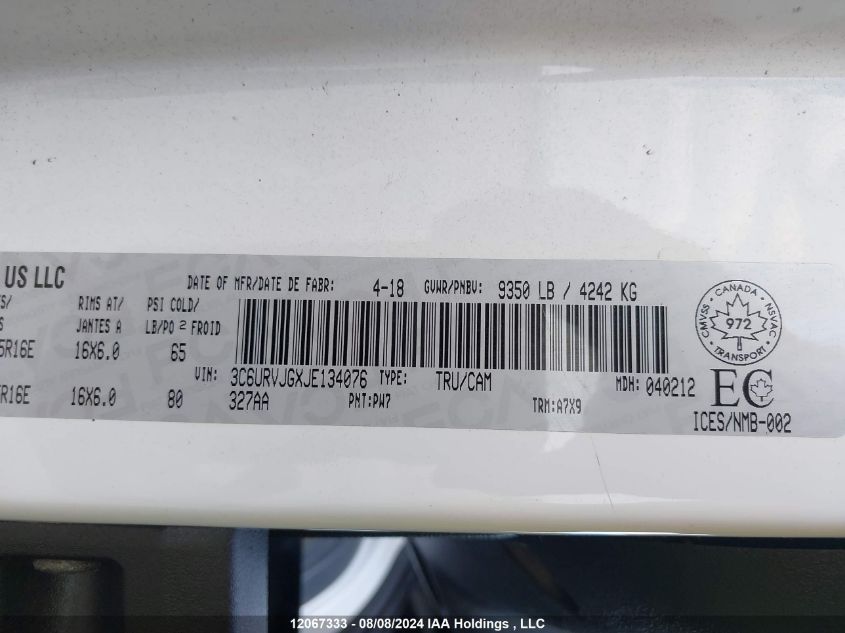 US LLC DATE OF MFR/DATE DE FABR: 4-18 GVWR/PNBV: 9350 LB / 4242 KG
RIMS AT/ PSI COLD/
JANTES A LB/PO 2 FROID
5R16E 16X6.0 65
VIN: 3C6URVJGXJE134076 TYPE: TRU/CAM MDH: 040212
R16E 16X6.0 80 327AA PNT:PW7 TRM:A7X9
CMVSS • CANADA • NSVAC • TRANSPORT •
972
EC
ICES/NMB-002
12067333 - 08/08/2024 IAA Holdings , LLC